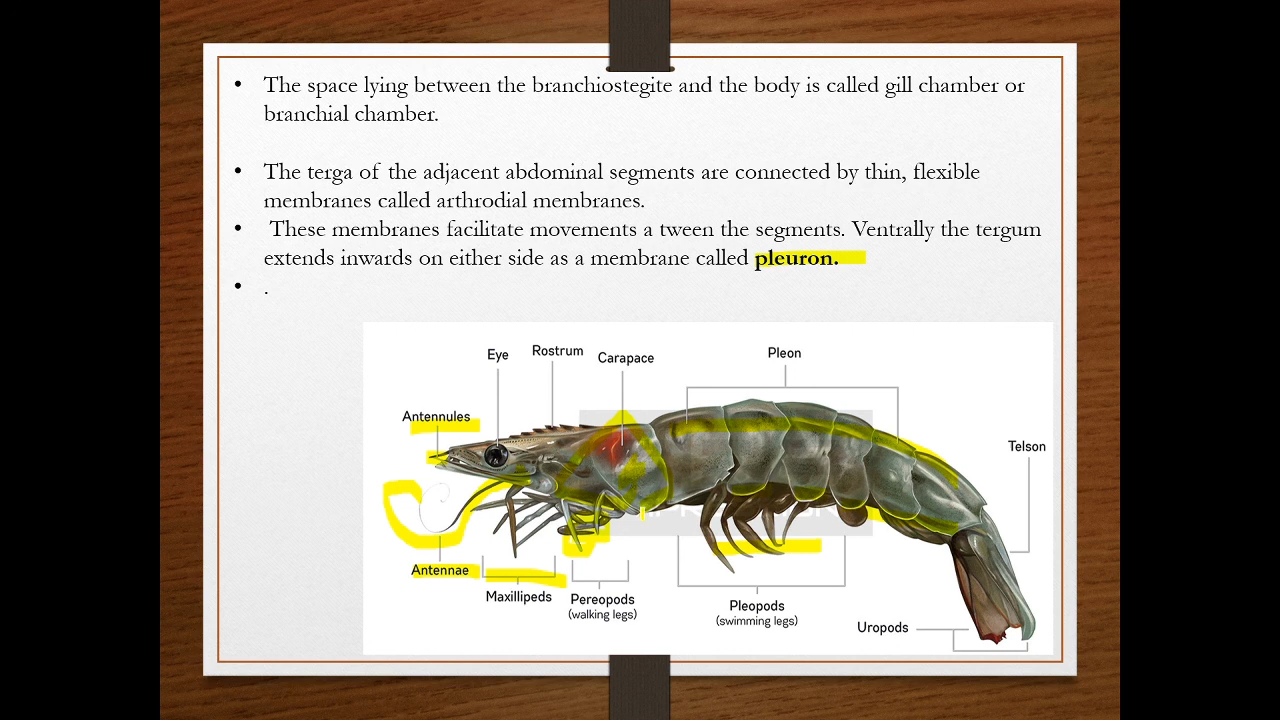 • The space lying between the branchiostegite and the body is called gill chamber or
branchial chamber.
• The terga of the adjacent abdominal segments are connected by thin, flexible
membranes called arthrodial membranes.
• These membranes facilitate movements a tween the segments. Ventrally the tergum
extends inwards on either side as a membrane called pleuron.
• .
Eye
Rostrum
Carapace
Pleon
Antennules
Telson
Antennae
Maxillipeds
Pereopods
(walking legs)
Pleopods
(swimming legs)
Uropods